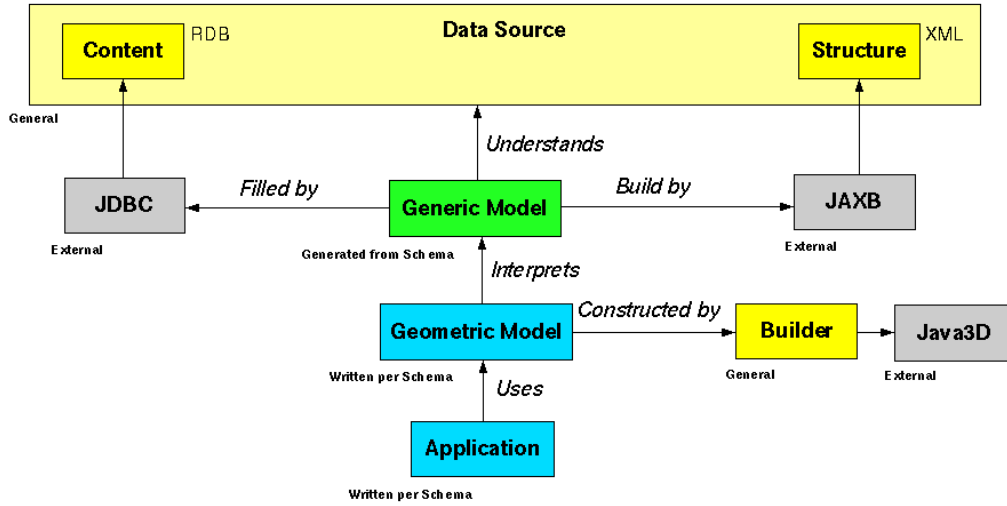 Content
RDB
Data Source
Structure
XML
General
Understands
Filled by
Build by
JDBC
Generic Model
JAXB
External
Generated from Schema
External
Interprets
Constructed by
Geometric Model
Builder
Java3D
Written per Schema
General
External
Uses
Application
Written per Schema